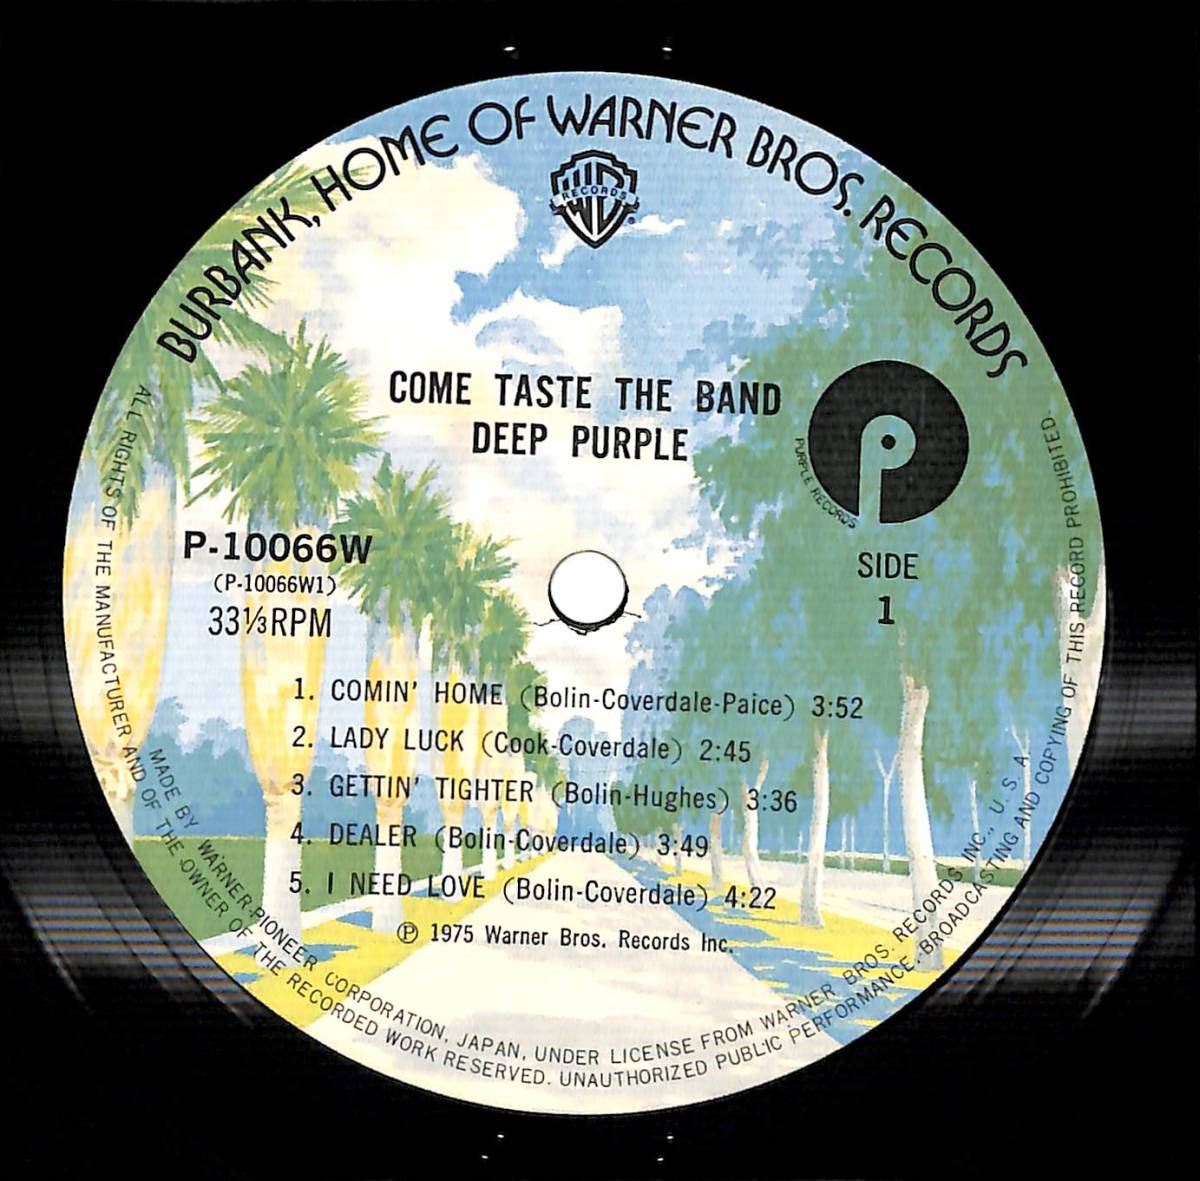 BURBANK, HOME OF WARNER BROS. RECORDS
RECORDS
COME TASTE THE BAND
DEEP PURPLE
PURPLE RECORDS
P-10066W
(P-10066W1)
33⅓RPM
SIDE
1
1. COMIN' HOME (Bolin-Coverdale-Paice) 3:52
2. LADY LUCK (Cook-Coverdale) 2:45
3. GETTIN' TIGHTER (Bolin-Hughes) 3:36
4. DEALER (Bolin-Coverdale) 3:49
5. I NEED LOVE (Bolin-Coverdale) 4:22
Ⓟ 1975 Warner Bros. Records Inc.
MADE BY WARNER-PIONEER CORPORATION, JAPAN, UNDER LICENSE FROM WARNER BROS. RECORDS, INC., U. S. A
ALL RIGHTS OF THE MANUFACTURER AND OF THE OWNER OF THE RECORDED WORK RESERVED. UNAUTHORIZED PUBLIC PERFORMANCE·BROADCASTING AND COPYING OF THIS RECORD PROHIBITED.